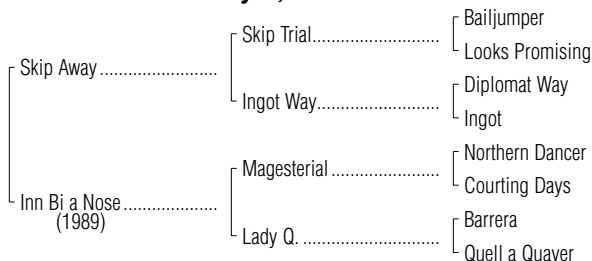 Skip Away
Inn Bi a Nose
(1989)
Skip Trial
Ingot Way
Magesterial
Lady Q.
Bailjumper
Looks Promising
Diplomat Way
Ingot
Northern Dancer
Courting Days
Barrera
Quell a Quaver